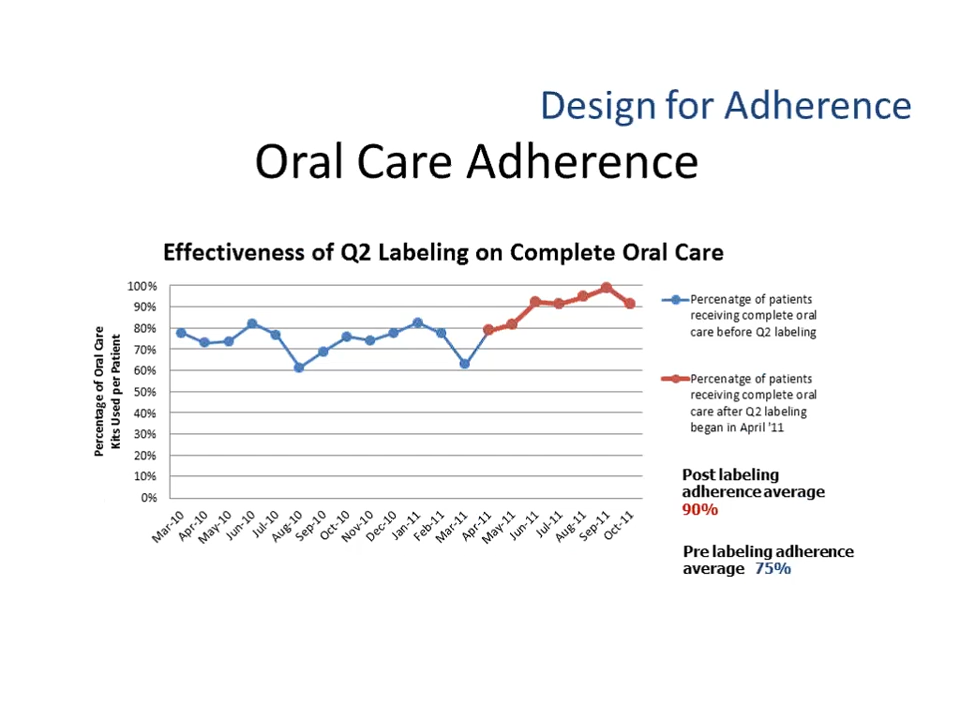 Design for Adherence
Oral Care Adherence
Effectiveness of Q2 Labeling on Complete Oral Care
Percentage of Oral Care
Kits Used per Patient
100%
90%
80%
70%
60%
50%
40%
30%
20%
10%
0%
Mar-10
Apr-10
May-10
Jun-10
Jul-10
Aug-10
Sep-10
Oct-10
Nov-10
Dec-10
Jan-11
Feb-11
Mar-11
Apr-11
May-11
Jun-11
Jul-11
Aug-11
Sep-11
Oct-11
Percenatge of patients
receiving complete oral
care before Q2 labeling
Percenatge of patients
receiving complete oral
care after Q2 labeling
began in April '11
Post labeling
adherence average
90%
Pre labeling adherence
average 75%